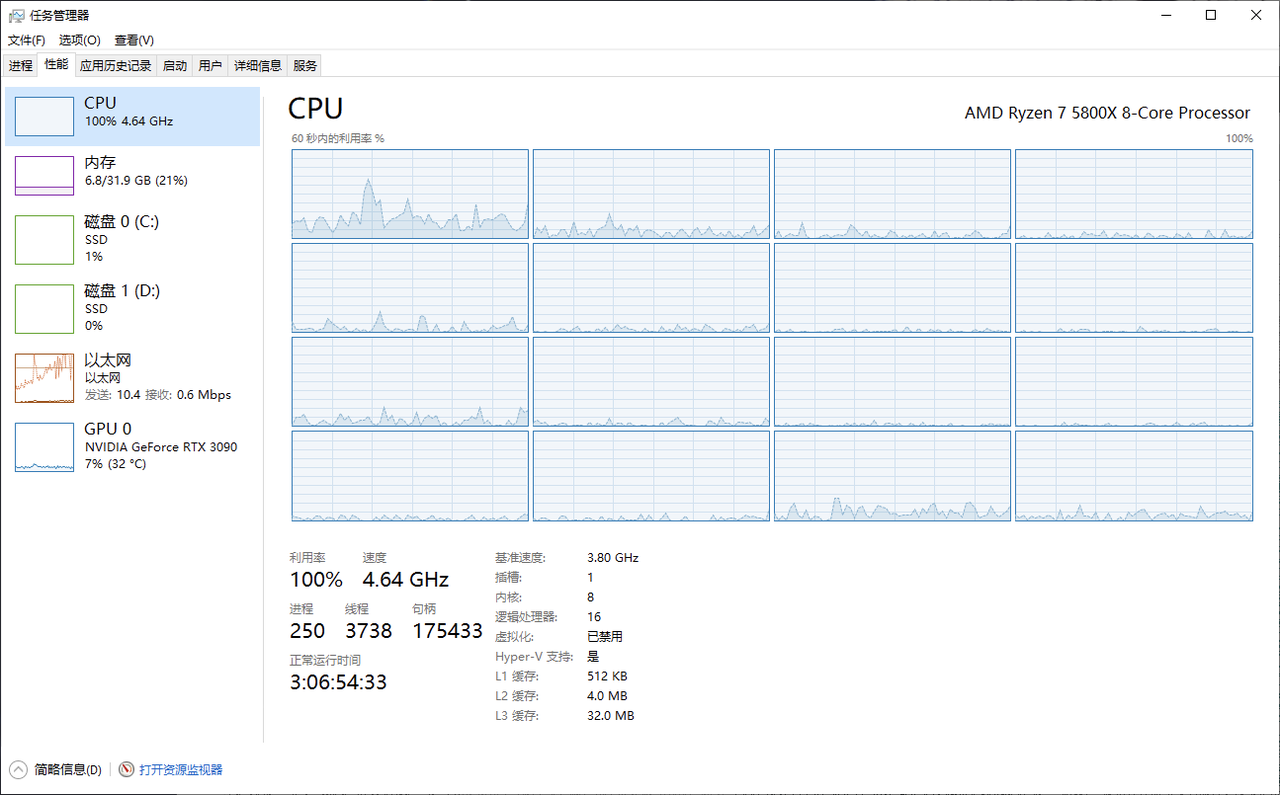 任务管理器
文件(F) 选项(O) 查看(V)
进程 性能 应用历史记录 启动 用户 详细信息 服务
CPU
100% 4.64 GHz
内存
6.8/31.9 GB (21%)
磁盘 0 (C:)
SSD
1%
磁盘 1 (D:)
SSD
0%
以太网
以太网
发送: 10.4 接收: 0.6 Mbps
GPU 0
NVIDIA GeForce RTX 3090
7% (32 °C)
CPU
AMD Ryzen 7 5800X 8-Core Processor
60 秒内的利用率 %
100%
利用率 速度
100% 4.64 GHz
进程 线程 句柄
250 3738 175433
正常运行时间
3:06:54:33
基准速度: 3.80 GHz
插槽: 1
内核: 8
逻辑处理器: 16
虚拟化: 已禁用
Hyper-V 支持: 是
L1 缓存: 512 KB
L2 缓存: 4.0 MB
L3 缓存: 32.0 MB
简略信息(D) 打开资源监视器